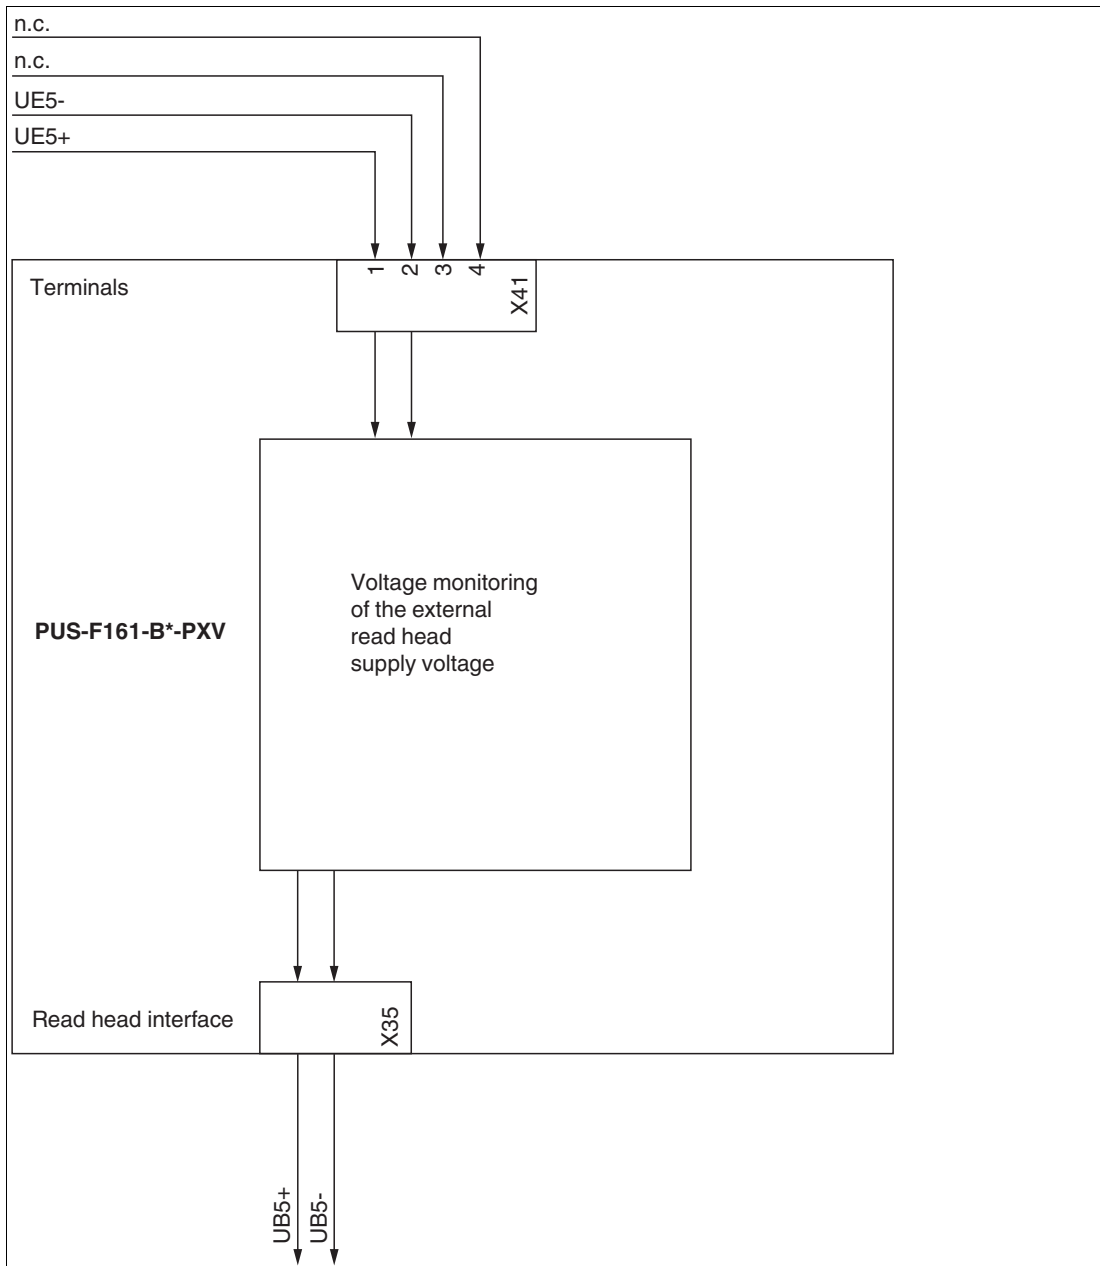 n.c.
n.c.
UE5-
UE5+
1
2
3
4
X41
Terminals
Voltage monitoring
of the external
read head
supply voltage
PUS-F161-B*-PXV
Read head interface
X35
UB5+
UB5-